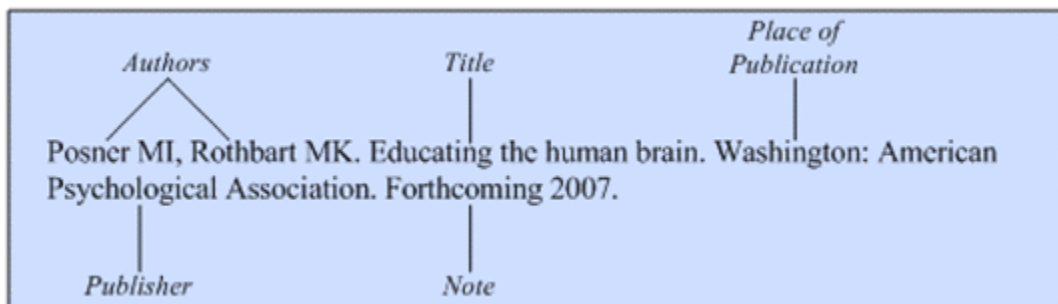 Place of
Authors Title Publication
Posner MI, Rothbart MK. Educating the human brain. Washington: American
Psychological Association. Forthcoming 2007.
Publisher Note